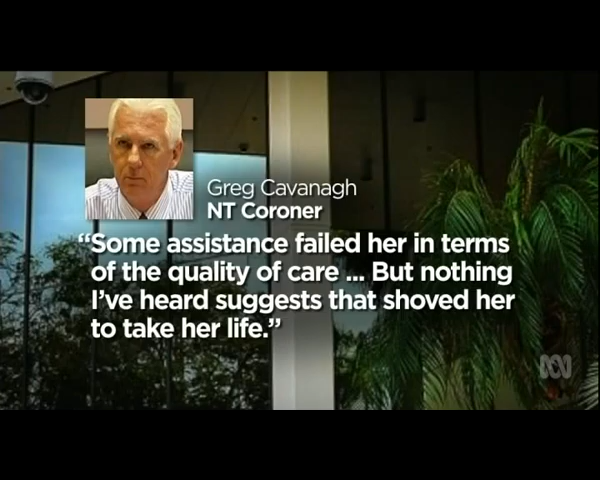 Greg Cavanagh
NT Coroner
“Some assistance failed her in terms
of the quality of care ... But nothing
I’ve heard suggests that shoved her
to take her life.”
ABC